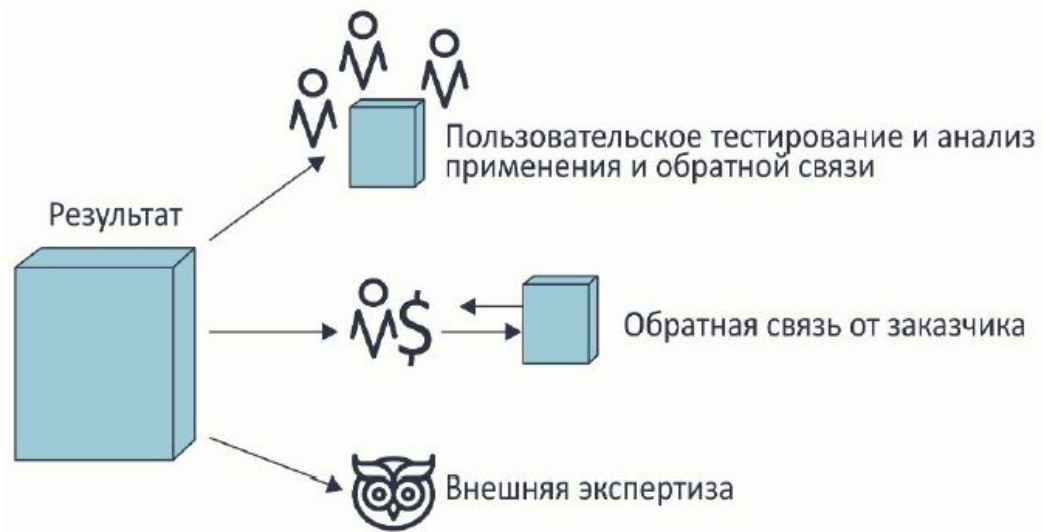 Пользовательское тестирование и анализ
применения и обратной связи
Результат
$
Обратная связь от заказчика
Внешняя экспертиза